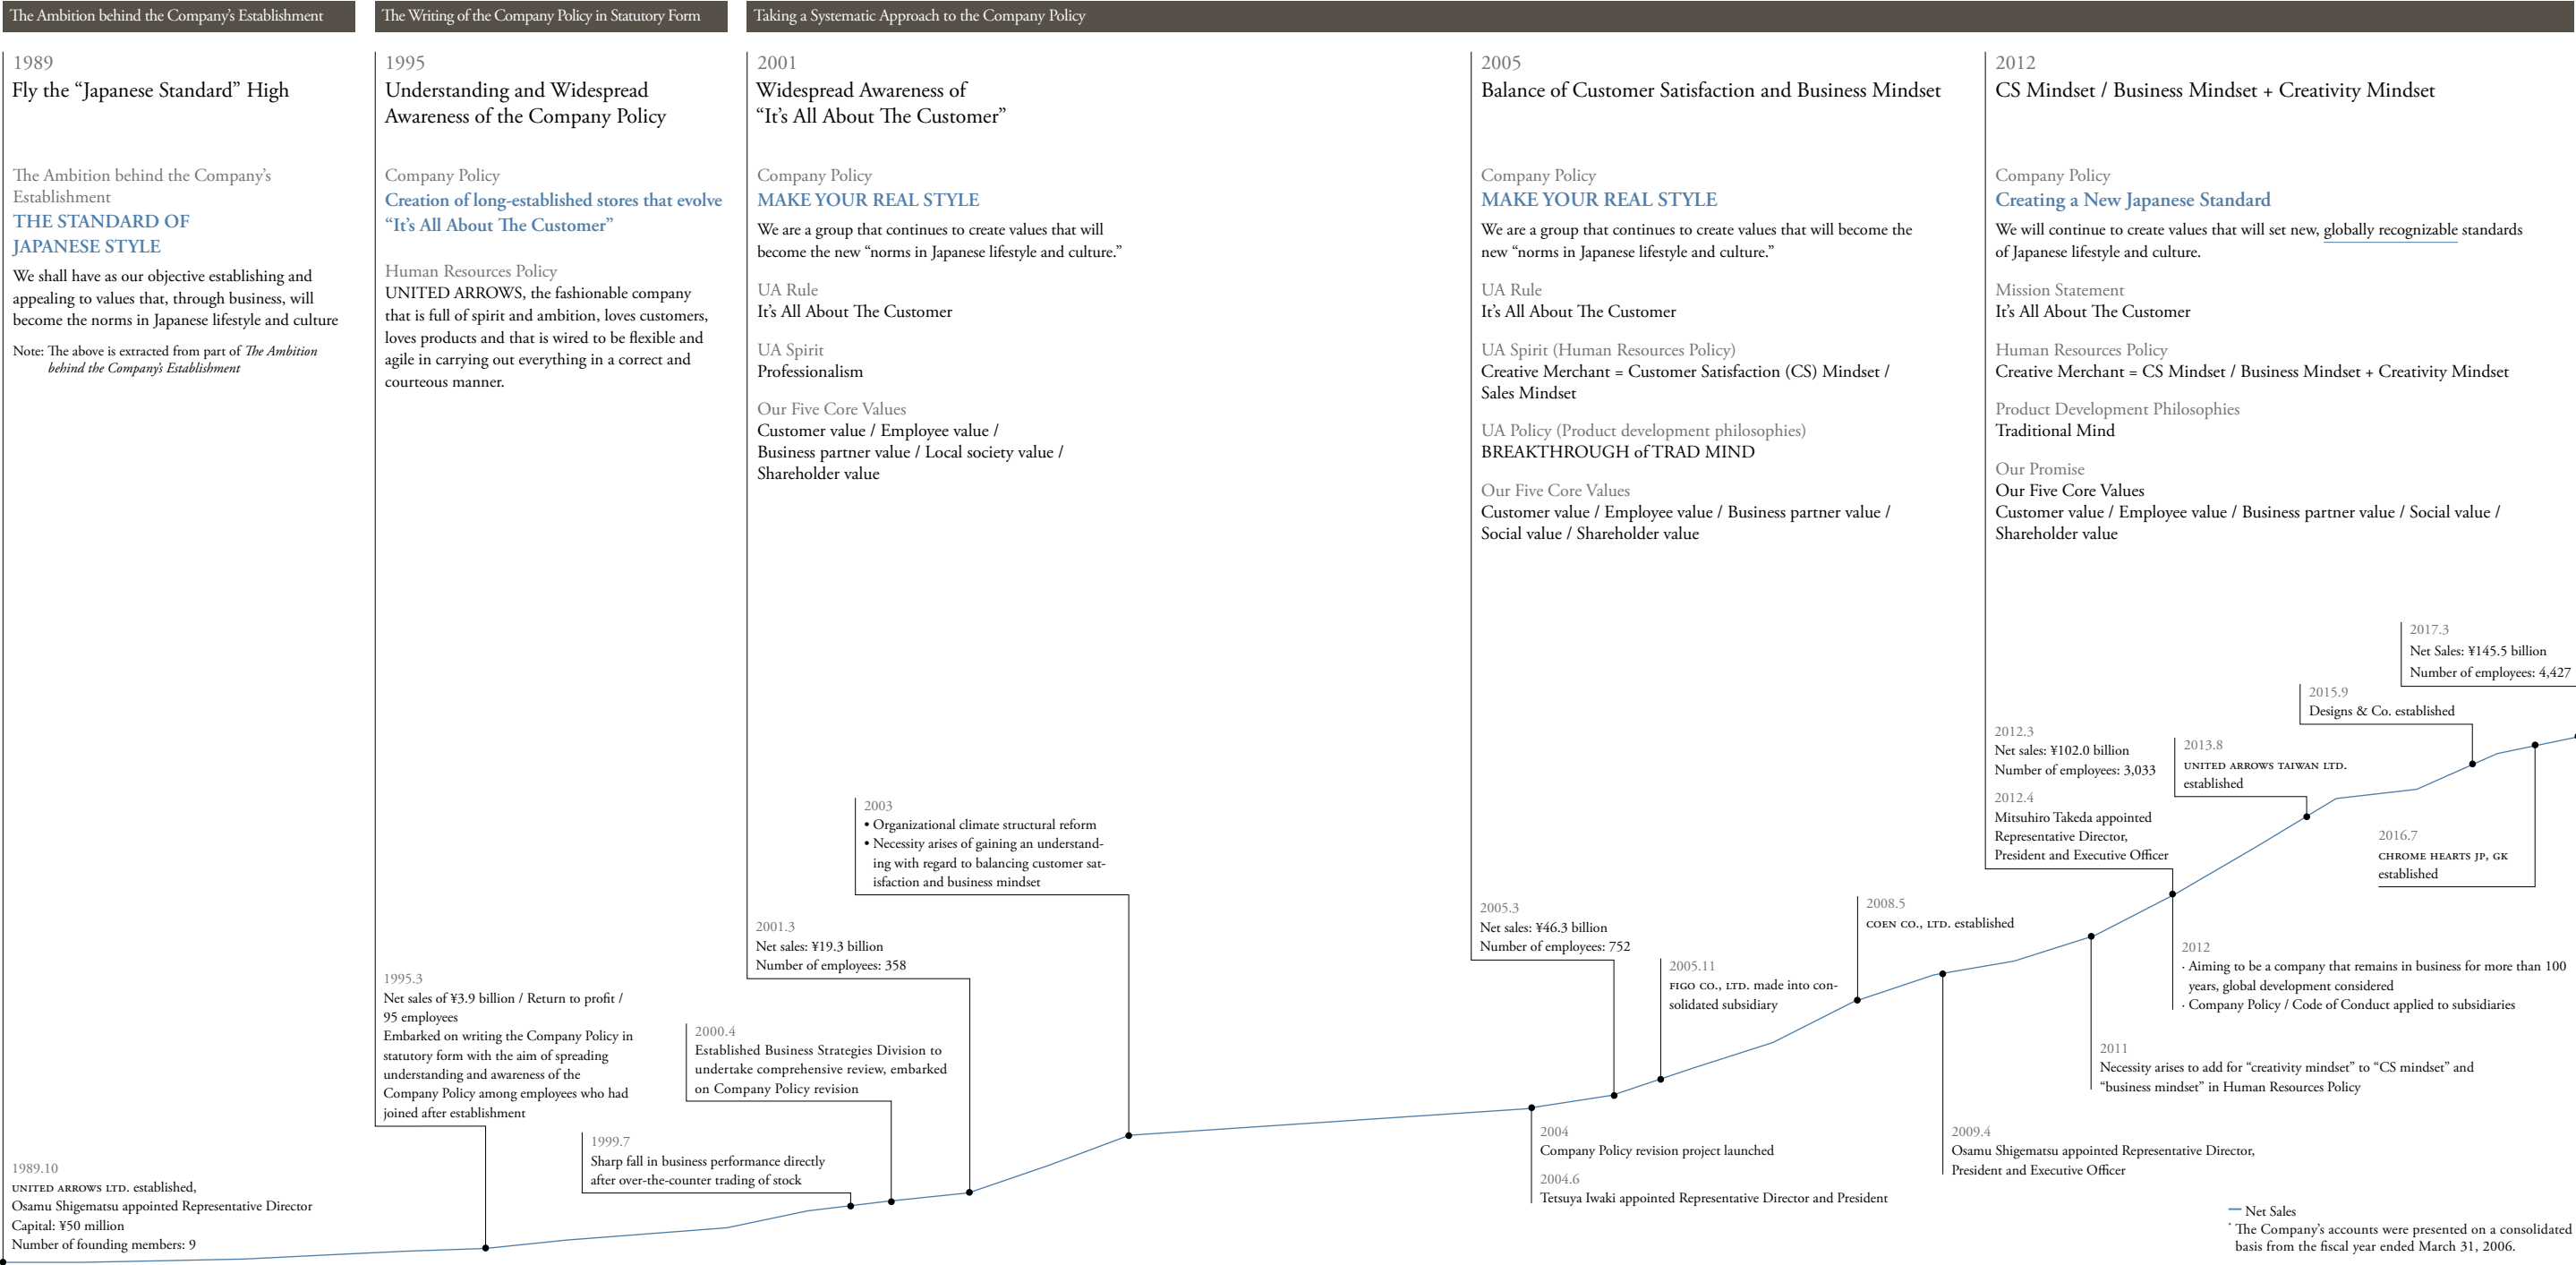 The Ambition behind the Company's Establishment
The Writing of the Company Policy in Statutory Form
Taking a Systematic Approach to the Company Policy
1989
Fly the “Japanese Standard” High
The Ambition behind the Company’s
Establishment
THE STANDARD OF
JAPANESE STYLE
We shall have as our objective establishing and
appealing to values that, through business, will
become the norms in Japanese lifestyle and culture
Note: The above is extracted from part of The Ambition
behind the Company’s Establishment
1989.10
UNITED ARROWS LTD. established,
Osamu Shigematsu appointed Representative Director
Capital: ¥50 million
Number of founding members: 9
1995
Understanding and Widespread
Awareness of the Company Policy
Company Policy
Creation of long-established stores that evolve
“It’s All About The Customer”
Human Resources Policy
UNITED ARROWS, the fashionable company
that is full of spirit and ambition, loves customers,
loves products and that is wired to be flexible and
agile in carrying out everything in a correct and
courteous manner.
1995.3
Net sales of ¥3.9 billion / Return to profit /
95 employees
Embarked on writing the Company Policy in
statutory form with the aim of spreading
understanding and awareness of the
Company Policy among employees who had
joined after establishment
1999.7
Sharp fall in business performance directly
after over-the-counter trading of stock
2000.4
Established Business Strategies Division to
undertake comprehensive review, embarked
on Company Policy revision
2001
Widespread Awareness of
“It’s All About The Customer”
Company Policy
MAKE YOUR REAL STYLE
We are a group that continues to create values that will
become the new “norms in Japanese lifestyle and culture.”
UA Rule
It’s All About The Customer
UA Spirit
Professionalism
Our Five Core Values
Customer value / Employee value /
Business partner value / Local society value /
Shareholder value
2003
• Organizational climate structural reform
• Necessity arises of gaining an understand-
ing with regard to balancing customer sat-
isfaction and business mindset
2001.3
Net sales: ¥19.3 billion
Number of employees: 358
2005
Balance of Customer Satisfaction and Business Mindset
Company Policy
MAKE YOUR REAL STYLE
We are a group that continues to create values that will become the
new “norms in Japanese lifestyle and culture.”
UA Rule
It’s All About The Customer
UA Spirit (Human Resources Policy)
Creative Merchant = Customer Satisfaction (CS) Mindset /
Sales Mindset
UA Policy (Product development philosophies)
BREAKTHROUGH of TRAD MIND
Our Five Core Values
Customer value / Employee value / Business partner value /
Social value / Shareholder value
2005.3
Net sales: ¥46.3 billion
Number of employees: 752
2005.11
FIGO CO., LTD. made into con-
solidated subsidiary
2008.5
COEN CO., LTD. established
2004
Company Policy revision project launched
2004.6
Tetsuya Iwaki appointed Representative Director and President
2009.4
Osamu Shigematsu appointed Representative Director,
President and Executive Officer
2012
CS Mindset / Business Mindset + Creativity Mindset
Company Policy
Creating a New Japanese Standard
We will continue to create values that will set new, globally recognizable standards
of Japanese lifestyle and culture.
Mission Statement
It’s All About The Customer
Human Resources Policy
Creative Merchant = CS Mindset / Business Mindset + Creativity Mindset
Product Development Philosophies
Traditional Mind
Our Promise
Our Five Core Values
Customer value / Employee value / Business partner value / Social value /
Shareholder value
2017.3
Net Sales: ¥145.5 billion
Number of employees: 4,427
2015.9
Designs & Co. established
2012.3
Net sales: ¥102.0 billion
Number of employees: 3,033
2012.4
Mitsuhiro Takeda appointed
Representative Director,
President and Executive Officer
2013.8
UNITED ARROWS TAIWAN LTD.
established
2016.7
CHROME HEARTS JP, GK
established
2012
· Aiming to be a company that remains in business for more than 100
years, global development considered
· Company Policy / Code of Conduct applied to subsidiaries
2011
Necessity arises to add for “creativity mindset” to “CS mindset” and
“business mindset” in Human Resources Policy
Net Sales
* The Company’s accounts were presented on a consolidated
basis from the fiscal year ended March 31, 2006.